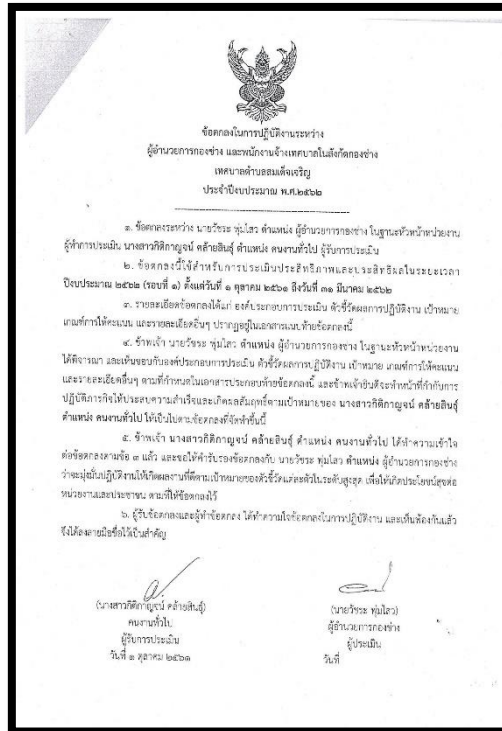 ข้อตกลงในการปฏิบัติงานระหว่าง
ผู้อำนวยการกองช่าง และพนักงานจ้างเทศบาลในสังกัดกองช่าง
เทศบาลตำบลสมเด็จเจริญ
ประจำปีงบประมาณ พ.ศ.๒๕๖๒
๑. ข้อตกลงระหว่าง นายวัชระ พุ่มไสว ตำแหน่ง ผู้อำนวยการกองช่าง ในฐานะหัวหน้าหน่วยงาน
ผู้ทำการประเมิน นางสาวกิติกาญจน์ คล้ายสินธุ์ ตำแหน่ง คนงานทั่วไป ผู้รับการประเมิน
๒. ข้อตกลงนี้ใช้สำหรับการประเมินประสิทธิภาพและประสิทธิผลในระยะเวลา
ปีงบประมาณ ๒๕๖๒ (รอบที่ ๑) ตั้งแต่วันที่ ๑ ตุลาคม ๒๕๖๑ ถึงวันที่ ๓๑ มีนาคม ๒๕๖๒
๓. รายละเอียดข้อตกลงได้แก่ องค์ประกอบการประเมิน ตัวชี้วัดผลการปฏิบัติงาน เป้าหมาย
เกณฑ์การให้คะแนน และรายละเอียดอื่นๆ ปรากฏอยู่ในเอกสารแนบท้ายข้อตกลงนี้
๔. ข้าพเจ้า นายวัชระ พุ่มไสว ตำแหน่ง ผู้อำนวยการกองช่าง ในฐานะหัวหน้าหน่วยงาน
ได้พิจารณา และเห็นชอบกับองค์ประกอบการประเมิน ตัวชี้วัดผลการปฏิบัติงาน เป้าหมาย เกณฑ์การให้คะแนน
และรายละเอียดอื่นๆ ตามที่กำหนดในเอกสารประกอบท้ายข้อตกลงนี้ และข้าพเจ้ายินดีจะทำหน้าที่กำกับการ
ปฏิบัติภารกิจให้ประสบความสำเร็จและเกิดผลสัมฤทธิ์ตามเป้าหมายของ นางสาวกิติกาญจน์ คล้ายสินธุ์
ตำแหน่ง คนงานทั่วไป ให้เป็นไปตามข้อตกลงที่จัดทำขึ้นนี้
๕. ข้าพเจ้า นางสาวกิติกาญจน์ คล้ายสินธุ์ ตำแหน่ง คนงานทั่วไป ได้ทำความเข้าใจ
ต่อข้อตกลงตามข้อ ๓ แล้ว และขอให้คำรับรองข้อตกลงกับ นายวัชระ พุ่มไสว ตำแหน่ง ผู้อำนวยการกองช่าง
ว่าจะมุ่งมั่นปฏิบัติงานให้เกิดผลงานที่ดีตามเป้าหมายของตัวชี้วัดแต่ละตัวในระดับสูงสุด เพื่อให้เกิดประโยชน์สุขต่อ
หน่วยงานและประชาชน ตามที่ให้ข้อตกลงไว้
๖. ผู้รับข้อตกลงและผู้ทำข้อตกลง ได้ทำความใจข้อตกลงในการปฏิบัติงาน และเห็นพ้องกันแล้ว
จึงได้ลงลายมือชื่อไว้เป็นสำคัญ
(นางสาวกิติกาญจน์ คล้ายสินธุ์) (นายวัชระ พุ่มไสว)
คนงานทั่วไป ผู้อำนวยการกองช่าง
ผู้รับการประเมิน ผู้ประเมิน
วันที่ ๑ ตุลาคม ๒๕๖๑ วันที่